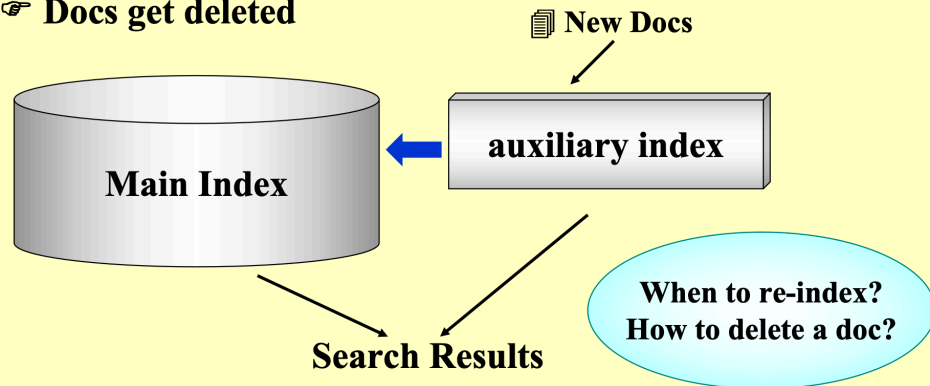 ☞ Docs get deleted
New Docs
auxiliary index
Main Index
When to re-index?
How to delete a doc?
Search Results